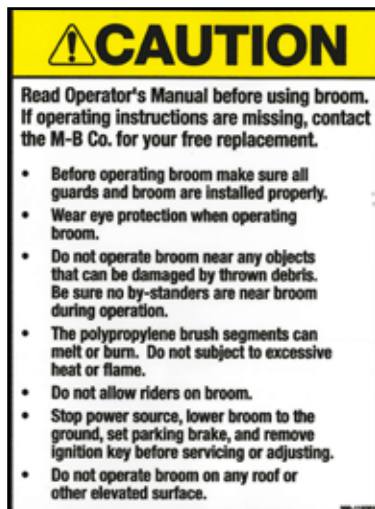 CAUTION
Read Operator's Manual before using broom.
If operating instructions are missing, contact
the M-B Co. for your free replacement.
• Before operating broom make sure all
guards and broom are installed properly.
• Wear eye protection when operating
broom.
• Do not operate broom near any objects
that can be damaged by thrown debris.
Be sure no by-standers are near broom
during operation.
• The polypropylene brush segments can
melt or burn. Do not subject to excessive
heat or flame.
• Do not allow riders on broom.
• Stop power source, lower broom to the
ground, set parking brake, and remove
ignition key before servicing or adjusting.
• Do not operate broom on any roof or
other elevated surface.